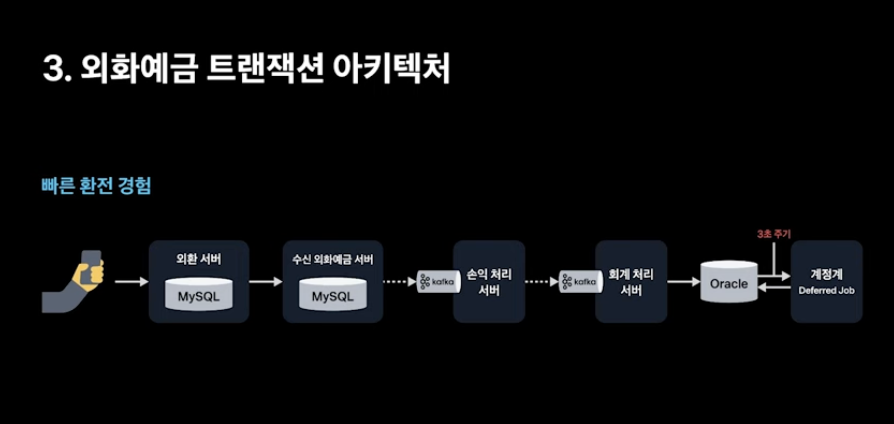 3. 외화예금 트랜잭션 아키텍처
빠른 환전 경험
외환 서버
MySQL
수신 외화예금 서버
MySQL
kafka
손익 처리
서버
kafka
회계 처리
서버
Oracle
3초 주기
계정계
Deferred Job